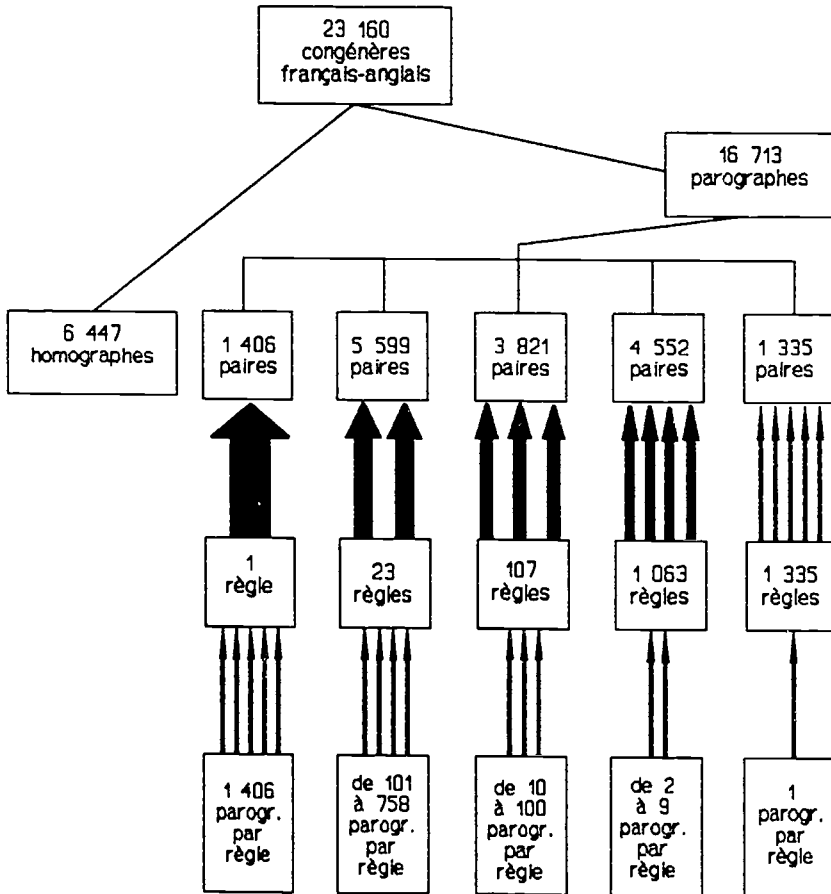 23 160
congénères
français-anglais
16 713
parographes
6 447
homographes
1 406
paires
5 599
paires
3 821
paires
4 552
paires
1 335
paires
1
règle
23
règles
107
règles
1 063
règles
1 335
règles
1 406
parogr.
par
règle
de 101
à 758
parogr.
par
règle
de 10
à 100
parogr.
par
règle
de 2
à 9
parogr.
par
règle
1
parogr.
par
règle